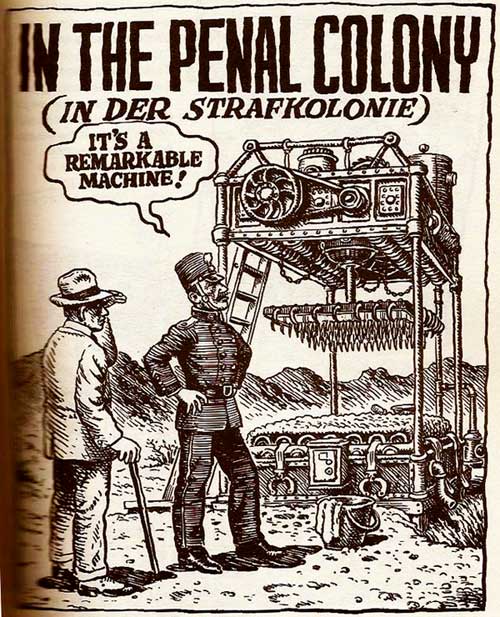 IN THE PENAL COLONY
(IN DER STRAFKOLONIE)
IT'S A
REMARKABLE
MACHINE!